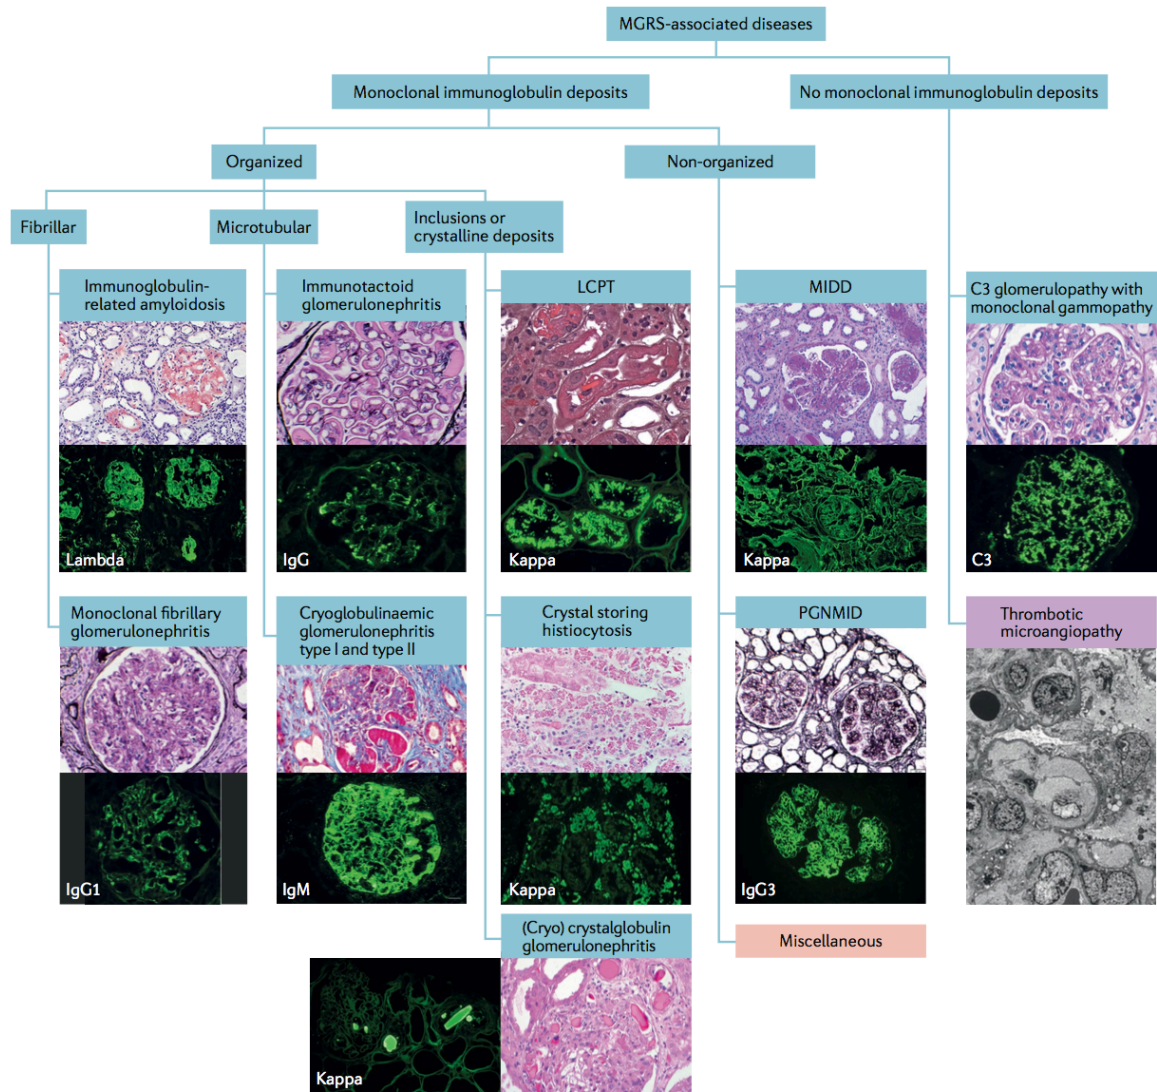 MGRS-associated diseases
Monoclonal immunoglobulin deposits
No monoclonal immunoglobulin deposits
Organized
Non-organized
Fibrillar
Microtubular
Inclusions or
crystalline deposits
Immunoglobulin-
related amyloidosis
Immunotactoid
glomerulonephritis
LCPT
MIDD
C3 glomerulopathy with
monoclonal gammopathy
Lambda
IgG
Kappa
Kappa
C3
Monoclonal fibrillary
glomerulonephritis
Cryoglobulinaemic
glomerulonephritis
type I and type II
Crystal storing
histiocytosis
PGNMID
Thrombotic
microangiopathy
IgG1
IgM
Kappa
IgG3
(Cryo) crystalglobulin
glomerulonephritis
Miscellaneous
Kappa